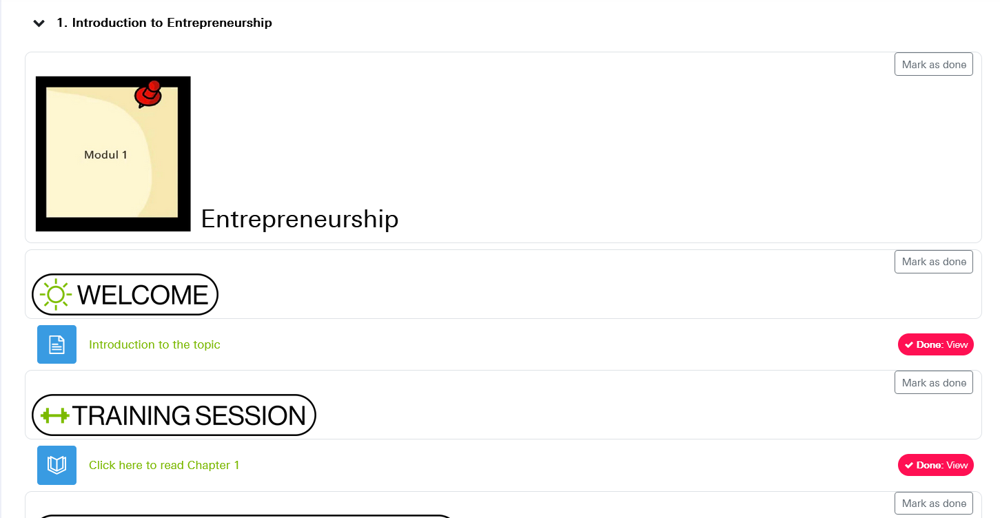 1. Introduction to Entrepreneurship
Mark as done
Modul 1
Entrepreneurship
Mark as done
WELCOME
Introduction to the topic
Done: View
Mark as done
TRAINING SESSION
Click here to read Chapter 1
Done: View
Mark as done